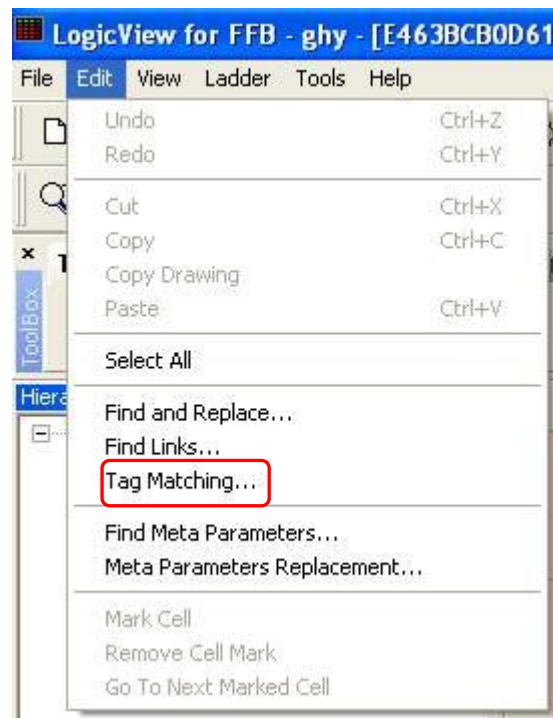 LogicView for FFB - ghy - [E463BCB0D61
File Edit View Ladder Tools Help
Undo Ctrl+Z
Redo Ctrl+Y
Cut Ctrl+X
Copy Ctrl+C
Copy Drawing
Paste Ctrl+V
ToolBox
Select All
Hiera
Find and Replace...
Find Links...
Tag Matching...
Find Meta Parameters...
Meta Parameters Replacement...
Mark Cell
Remove Cell Mark
Go To Next Marked Cell